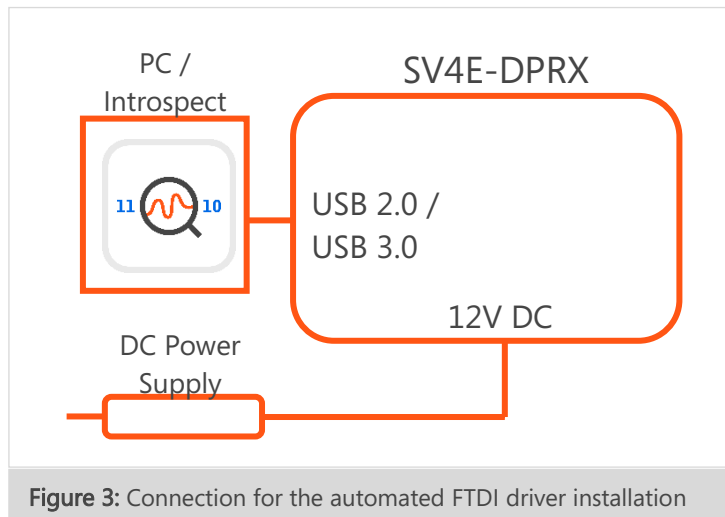 PC /
Introspect
SV4E-DPRX
11
10
USB 2.0 /
USB 3.0
12V DC
DC Power
Supply
Figure 3: Connection for the automated FTDI driver installation